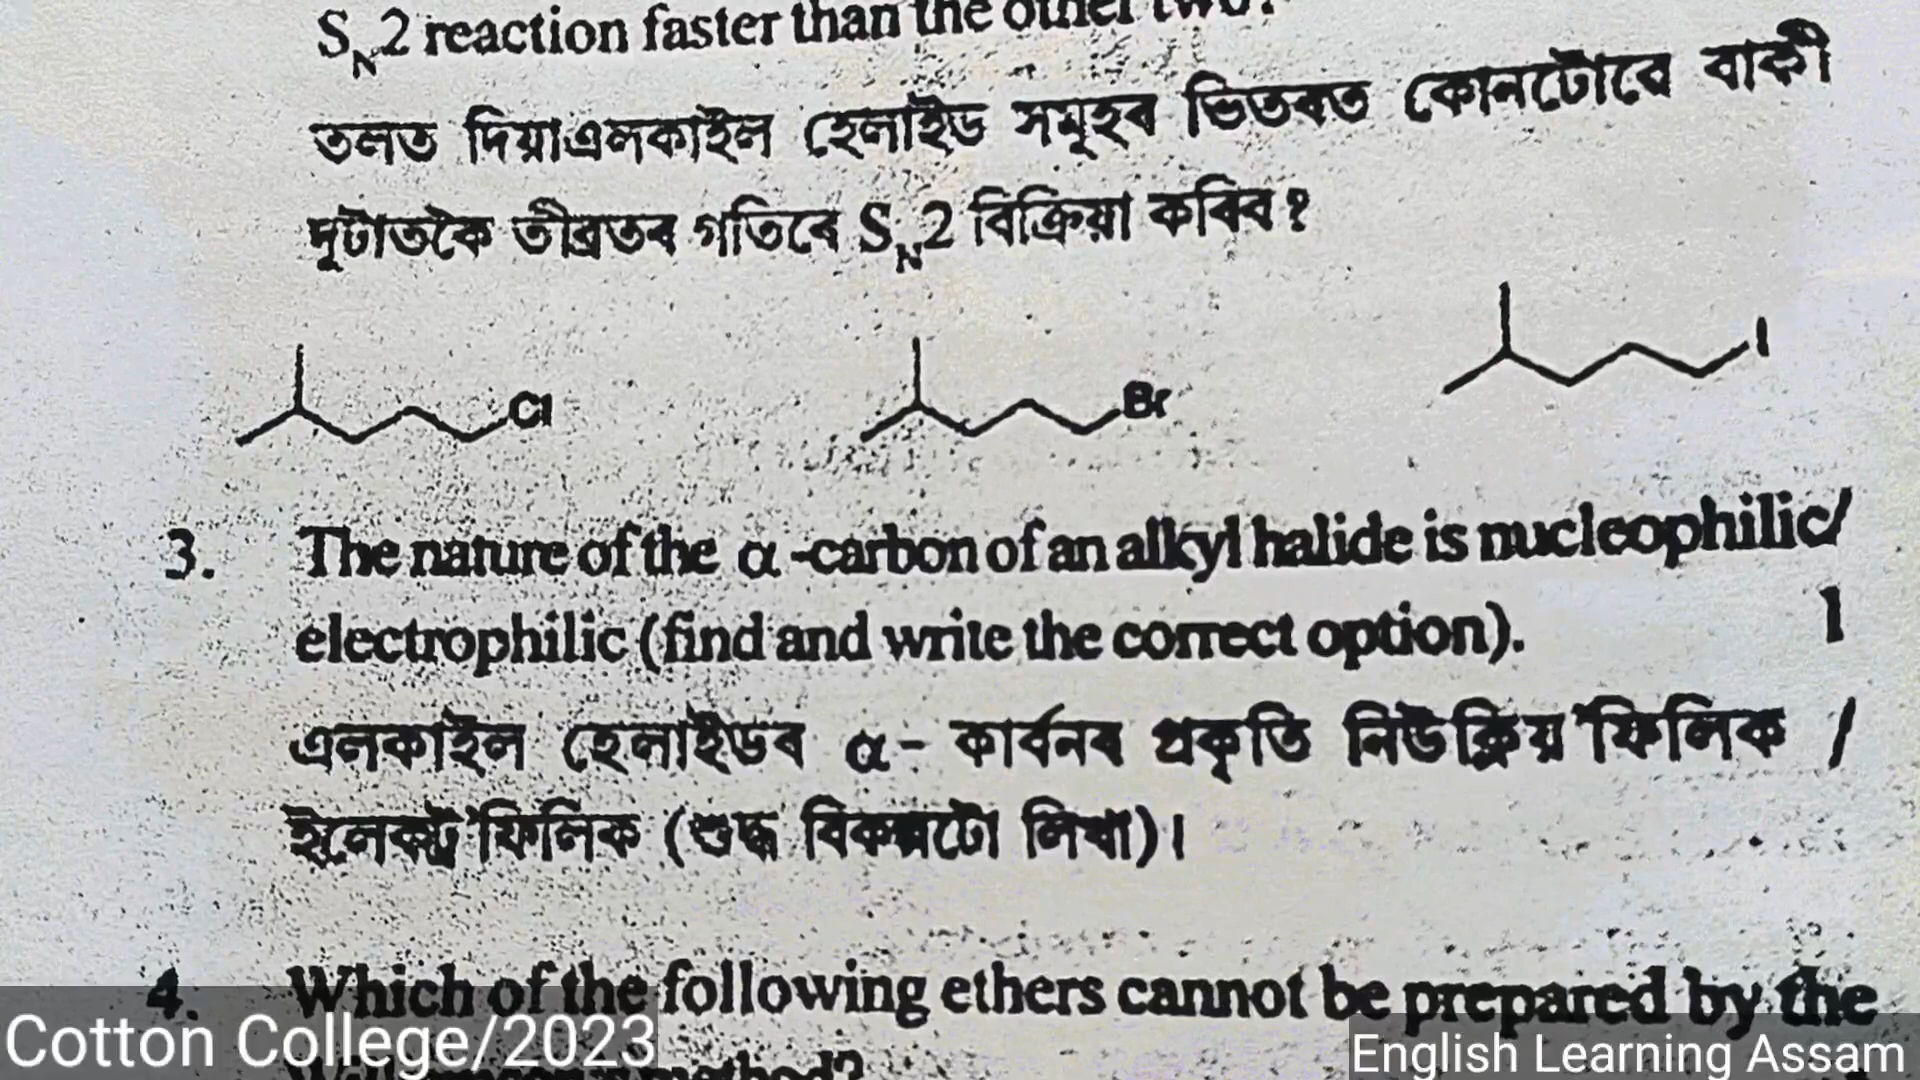 S_N2 reaction faster than the other two?
তলত দিয়াএলকাইল হেলাইড সমূহৰ ভিতৰত কোনটোৱে বাকী
দুটাতকৈ তীব্ৰতৰ গতিৰে S_N2 বিক্ৰিয়া কৰিব?
Cl Br I
3. The nature of the α -carbon of an alkyl halide is nucleophilic/
electrophilic (find and write the correct option). 1
এলকাইল হেলাইডৰ α - কাৰ্বনৰ প্ৰকৃতি নিউক্লিয়'ফিলিক /
ইলেক্ট্ৰ'ফিলিক (শুদ্ধ বিকল্পটো লিখা)।
4. Which of the following ethers cannot be prepared by the
method?
Cotton College/2023
English Learning Assam